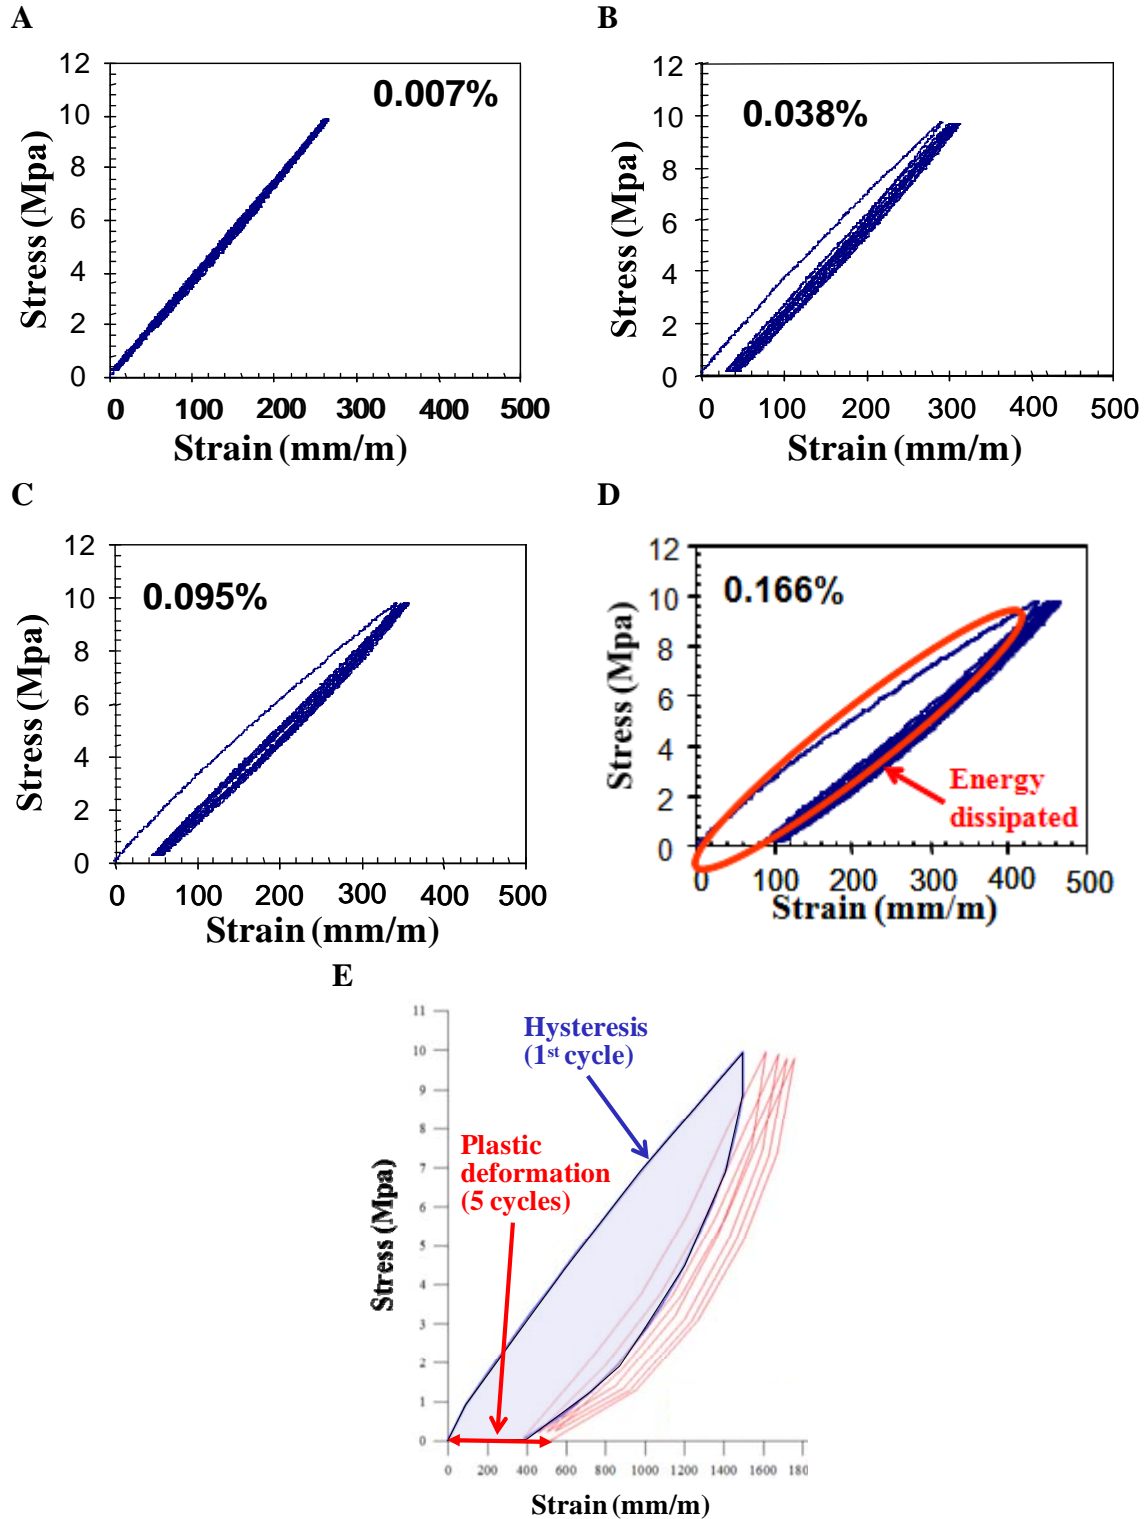 A
12
10
8
6
4
2
0
0.007%
Stress (Mpa)
0 100 200 300 400 500
Strain (mm/m)
B
12
10
8
6
4
2
0
0.038%
Stress (Mpa)
0 100 200 300 400 500
Strain (mm/m)
C
12
10
8
6
4
2
0
0.095%
Stress (Mpa)
0 100 200 300 400 500
Strain (mm/m)
D
12
10
8
6
4
2
0
0.166%
Stress (Mpa)
Energy
dissipated
0 100 200 300 400 500
Strain (mm/m)
E
11
10
9
8
7
6
5
4
3
2
1
0
Hysteresis
(1st cycle)
Plastic
deformation
(5 cycles)
Stress (Mpa)
0 200 400 600 800 1000 1200 1400 1600 180
Strain (mm/m)